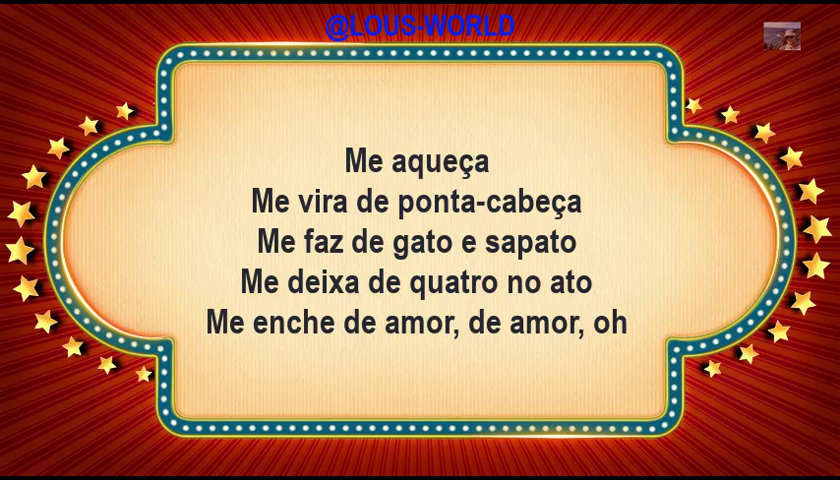 @LOUS-WORLD
Me aqueça
Me vira de ponta-cabeça
Me faz de gato e sapato
Me deixa de quatro no ato
Me enche de amor, de amor, oh